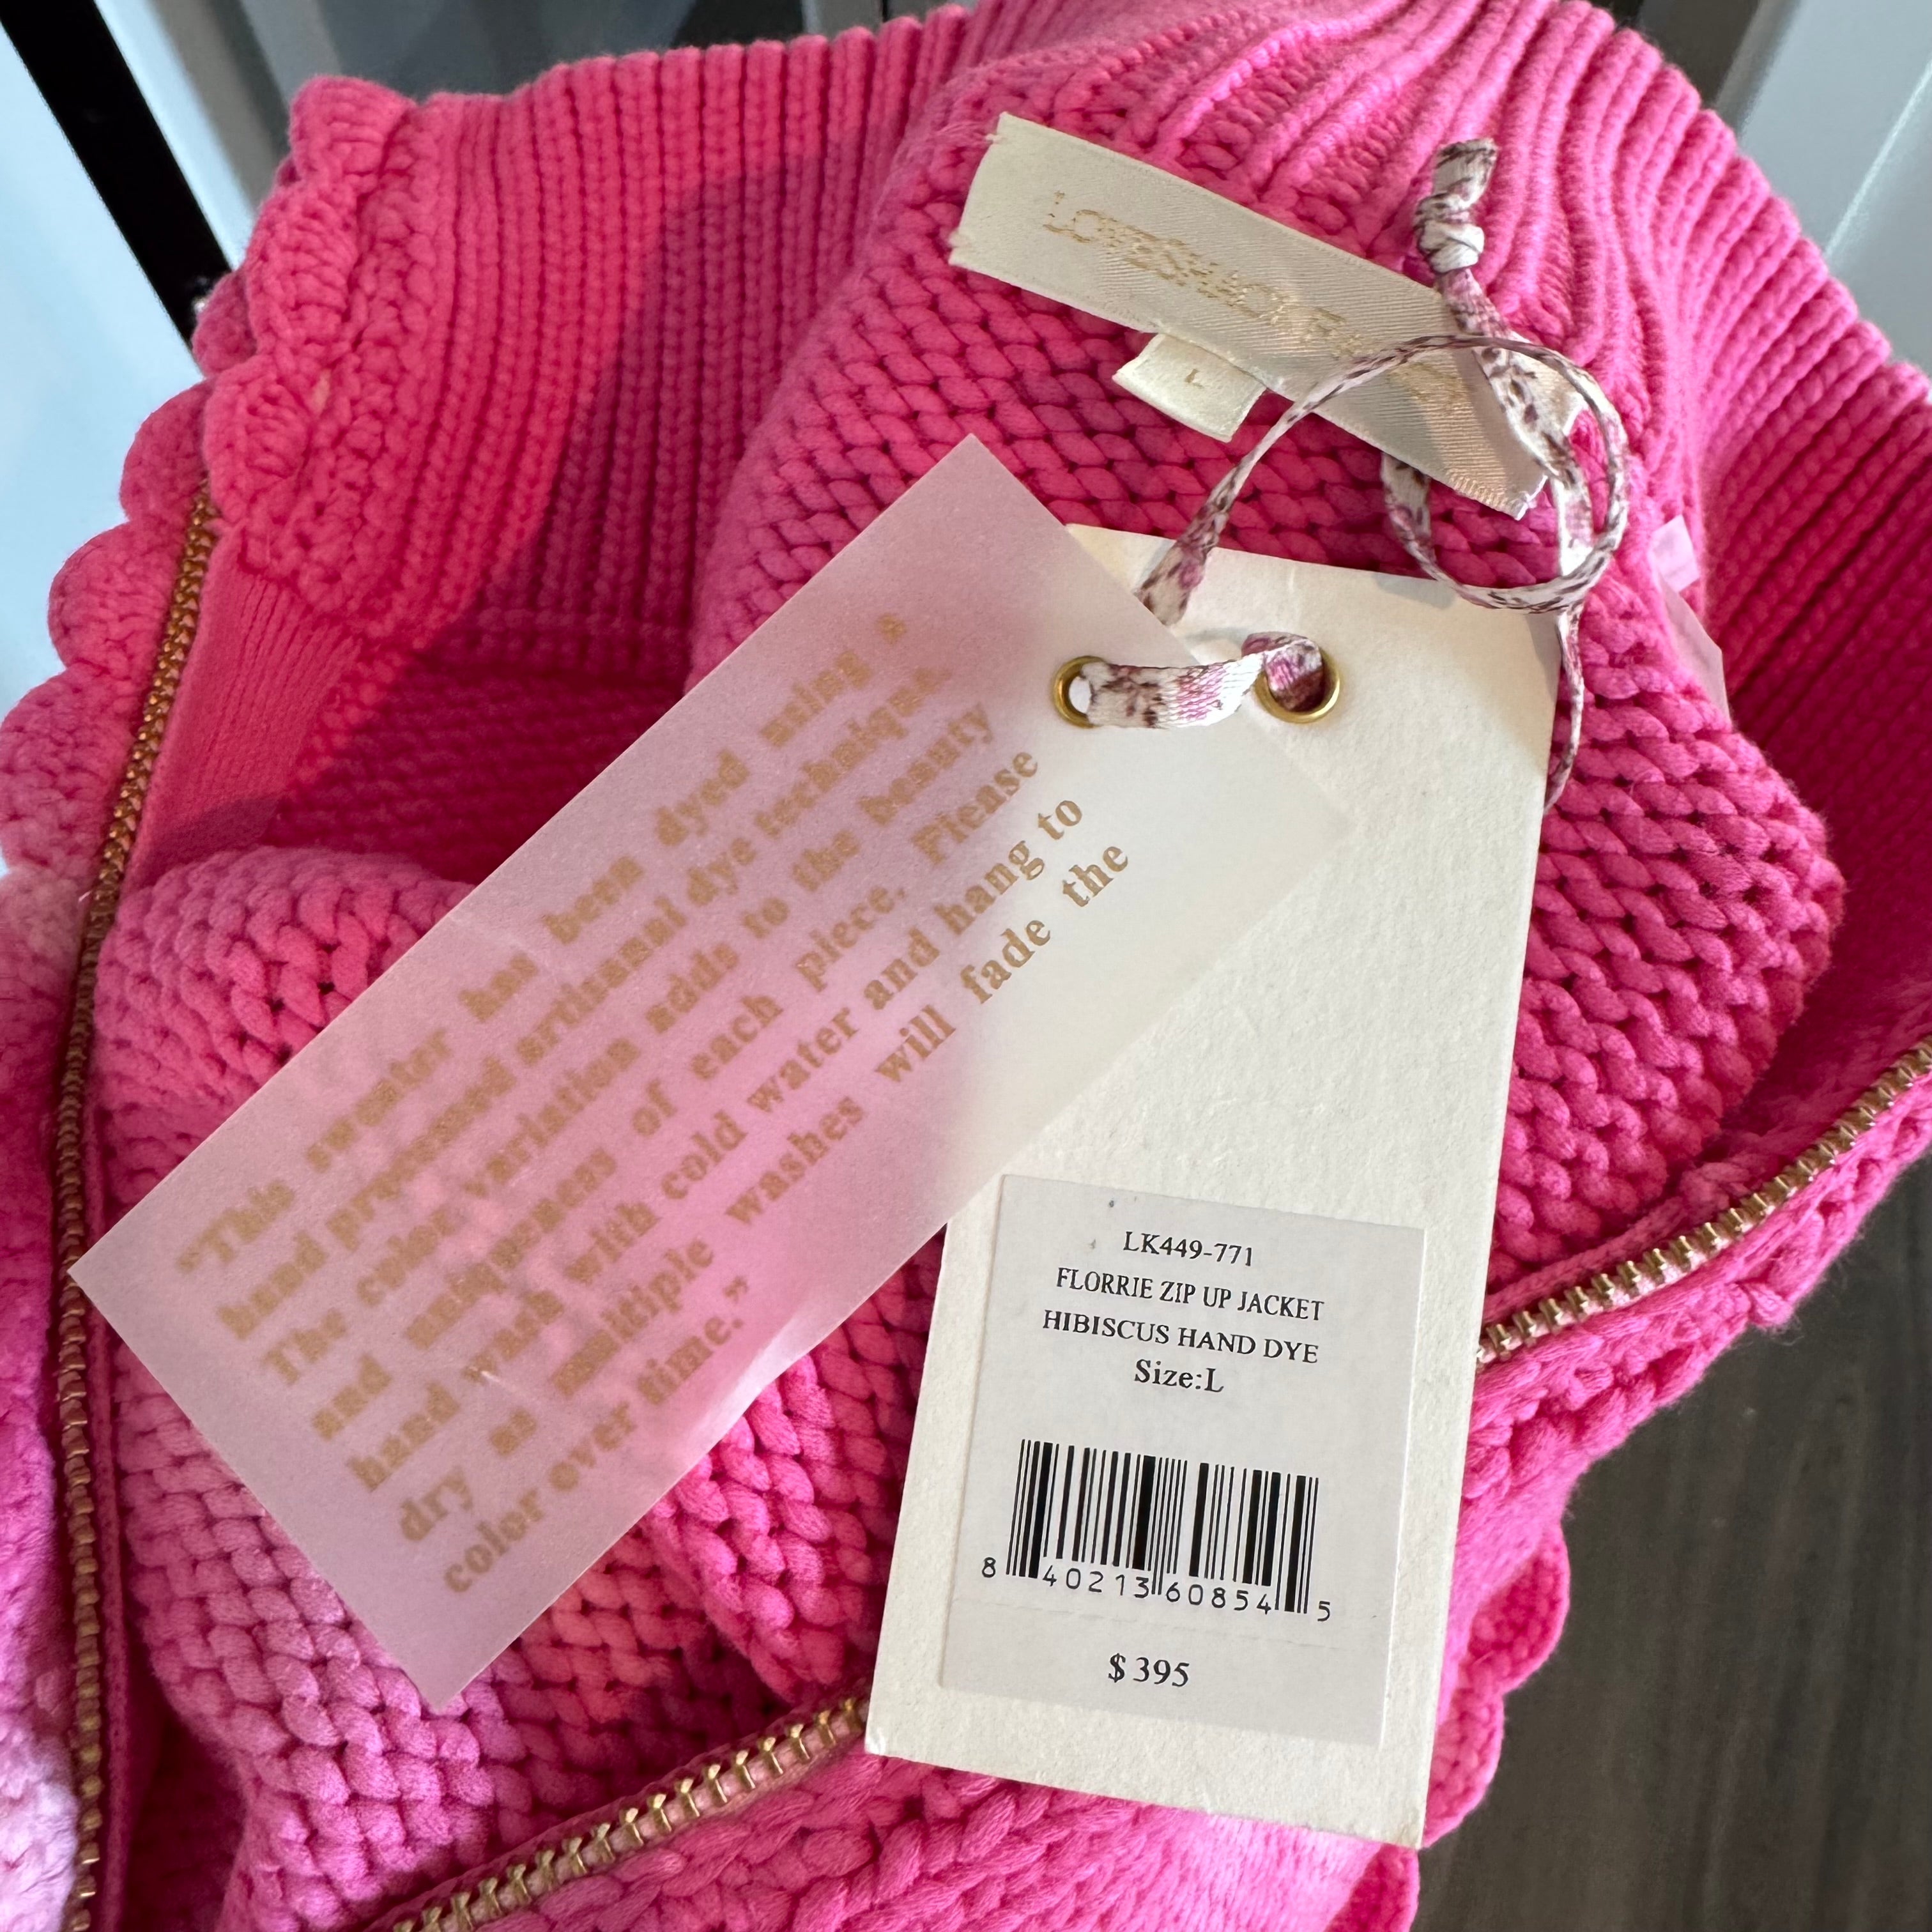 LOVESHACKFANCY
L
"This sweater has been dyed using a
hand processed artisanal dye technique.
The color variation adds to the beauty
and uniqueness of each piece. Please
hand wash with cold water and hang to
dry as multiple washes will fade the
color over time."
LK449-771
FLORRIE ZIP UP JACKET
HIBISCUS HAND DYE
Size:L
8 40213 60854 5
$ 395